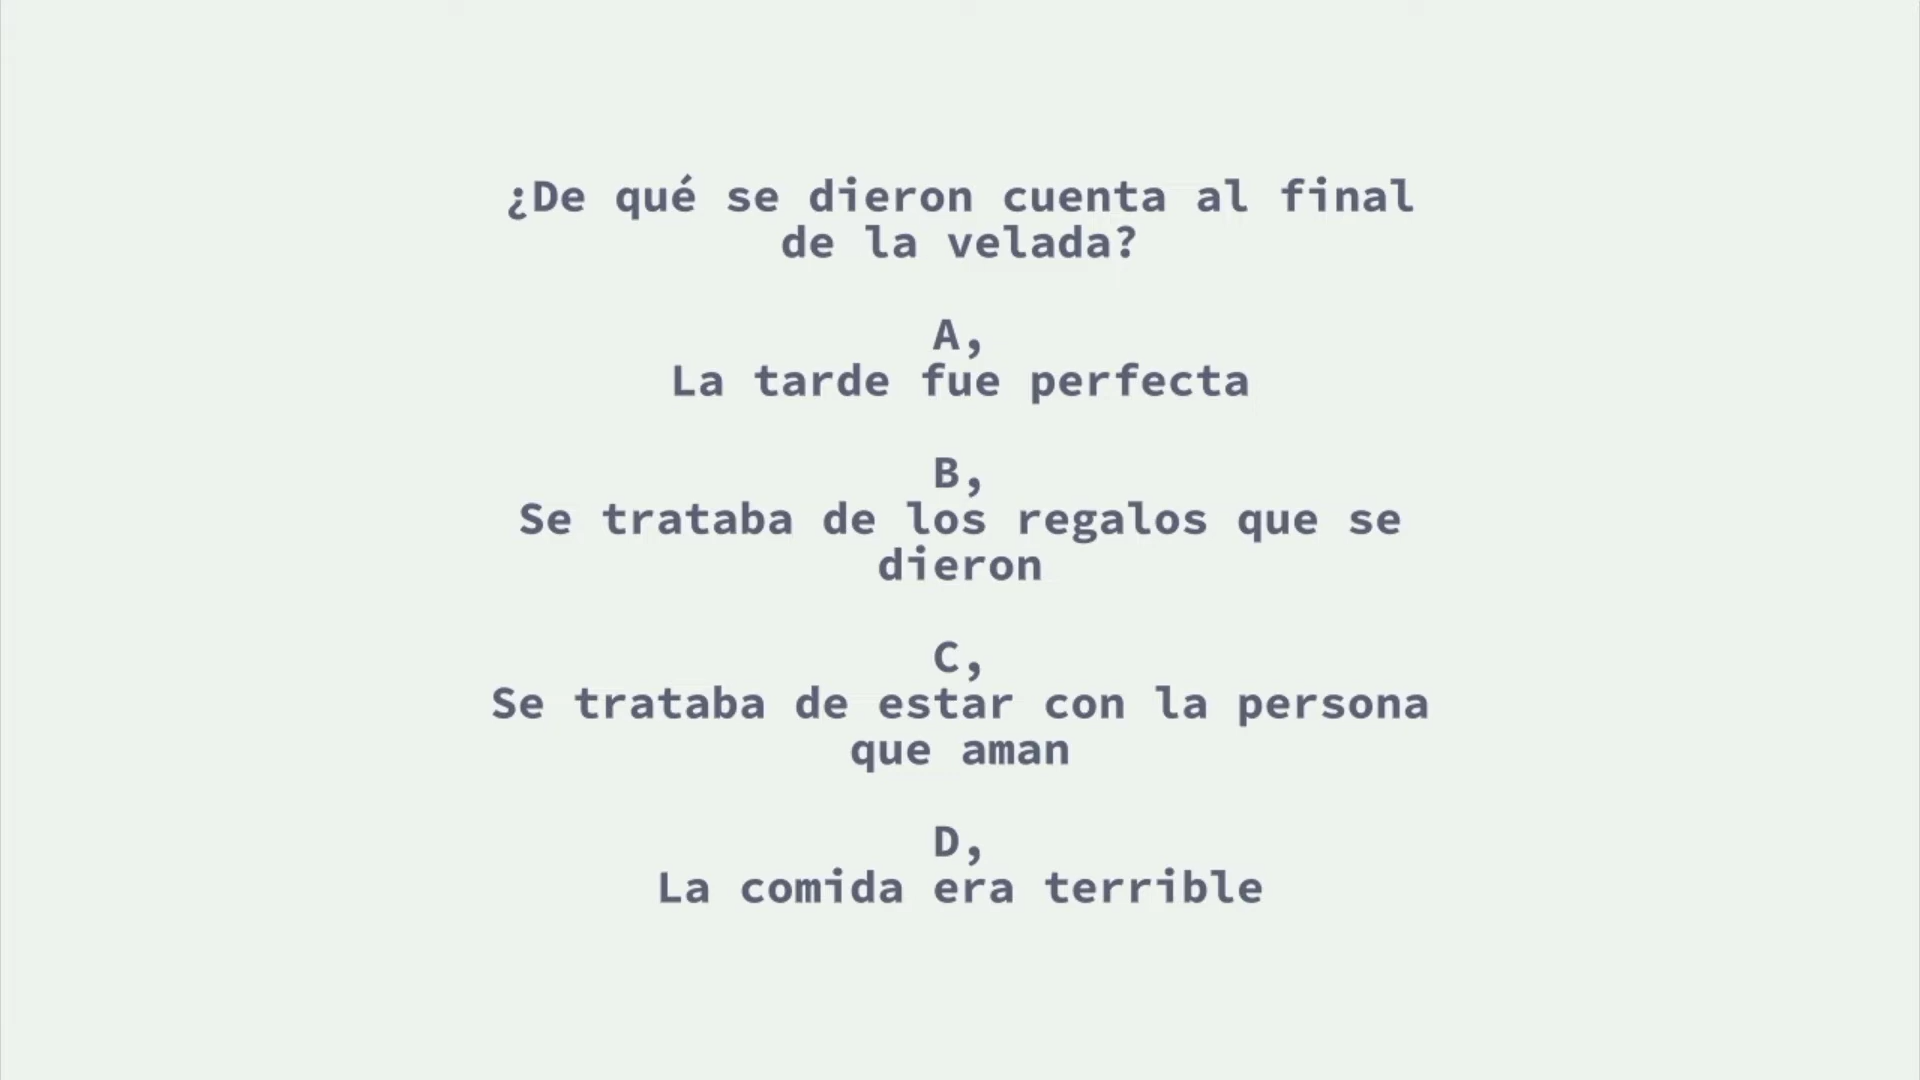 ¿De qué se dieron cuenta al final
de la velada?
A,
La tarde fue perfecta
B,
Se trataba de los regalos que se
dieron
C,
Se trataba de estar con la persona
que aman
D,
La comida era terrible